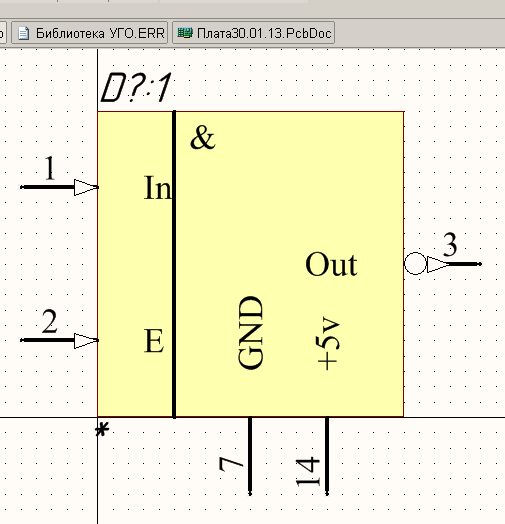 о Библиотека УГО.ERR Плата30.01.13.PcbDoc
D?:1
&
1 In
Out 3
2 E
GND +5v
*
7 14